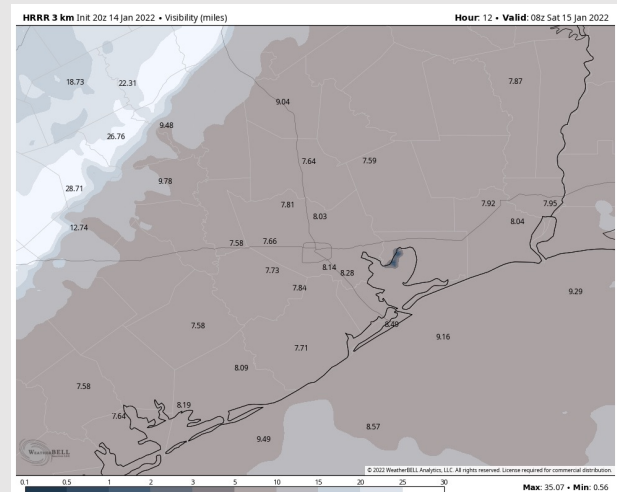 HRRR 3 km Init 20z 14 Jan 2022 • Visibility (miles) Hour: 12 • Valid: 08z Sat 15 Jan 2022
18.73 22.31 7.87
9.04
9.48
26.76
7.64 7.59
9.78
28.71
7.81 7.92 7.95
8.03 8.04
12.74
7.58 7.66
7.73 8.14 8.28
7.84 9.29
7.58 8.49
9.16
7.71
8.09
7.58
8.19
7.64
8.57
9.49
WeatherBELL
© 2022 WeatherBELL Analytics, LLC. All rights reserved. License required for commercial distribution.
0.1 0.5 1 2 3 5 10 15 20 25 30
Max: 35.07 • Min: 0.56